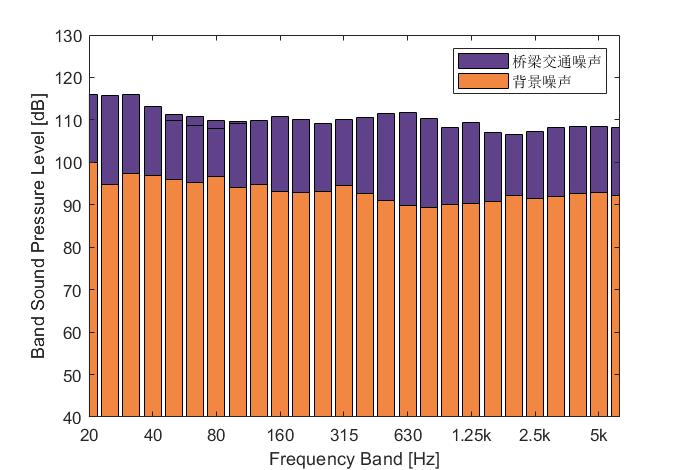 130
120
110
100
90
80
70
60
50
40
Band Sound Pressure Level [dB]
桥梁交通噪声
背景噪声
20 40 80 160 315 630 1.25k 2.5k 5k
Frequency Band [Hz]